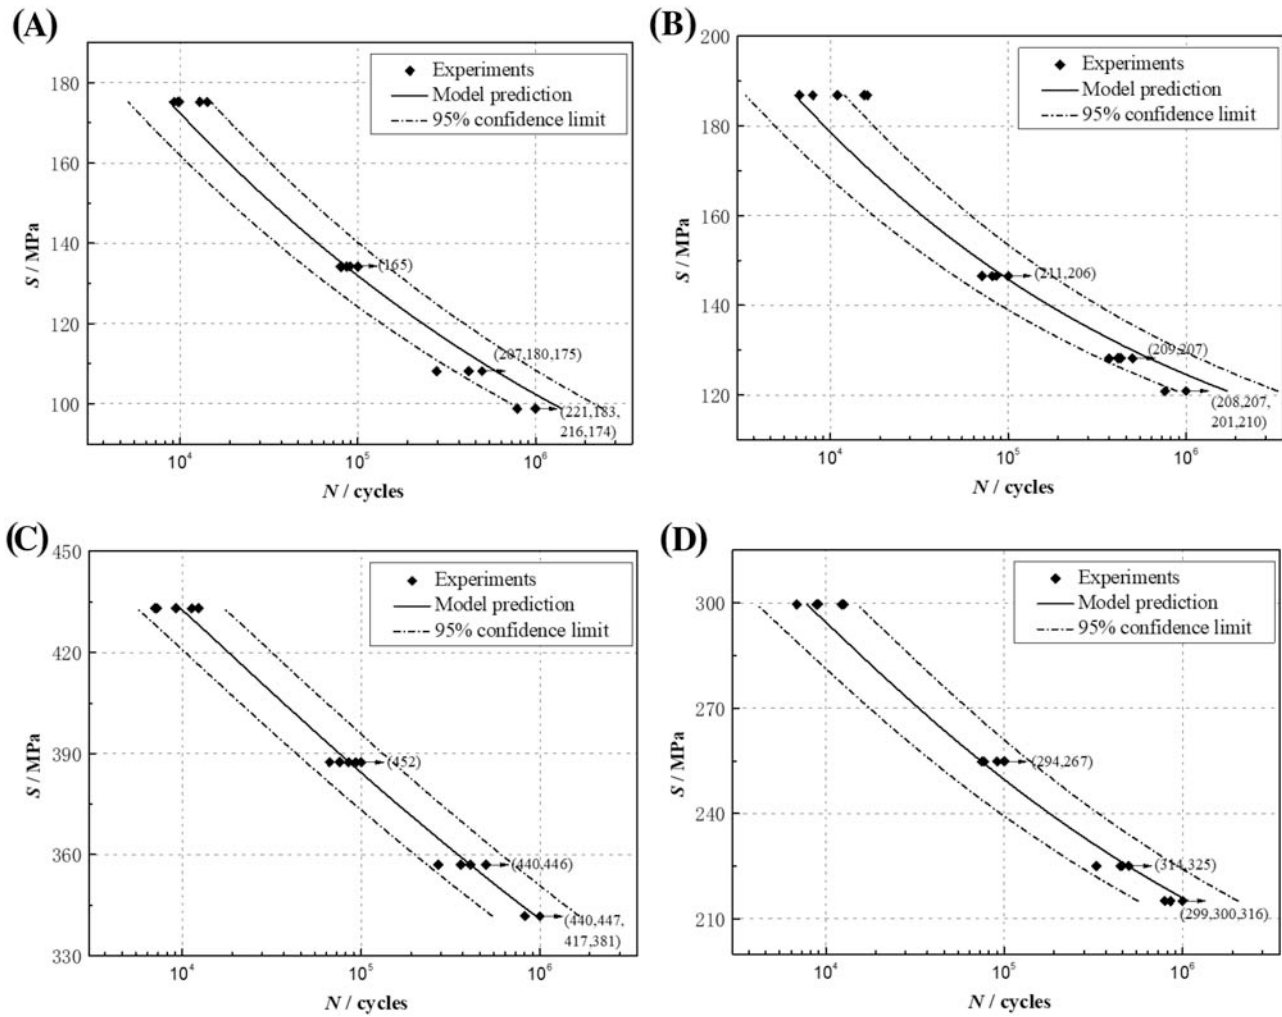 (A)
180
160
140
120
100
S / MPa
Experiments
Model prediction
95% confidence limit
(165)
(207,180,175)
(221,183,
216,174)
10⁴
10⁵
10⁶
N / cycles
(B)
200
180
160
140
120
S / MPa
Experiments
Model prediction
95% confidence limit
(211,206)
(209,207)
(208,207,
201,210)
10⁴
10⁵
10⁶
N / cycles
(C)
450
420
390
360
330
S / MPa
Experiments
Model prediction
95% confidence limit
(452)
(440,446)
(440,447,
417,381)
10⁴
10⁵
10⁶
N / cycles
(D)
300
270
240
210
S / MPa
Experiments
Model prediction
95% confidence limit
(294,267)
(314,325)
(299,300,316)
10⁴
10⁵
10⁶
N / cycles